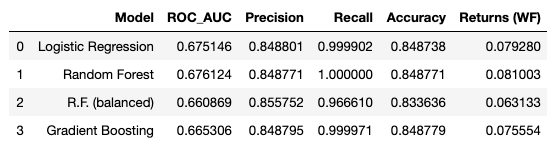 Model ROC_AUC Precision Recall Accuracy Returns (WF)
0 Logistic Regression 0.675146 0.848801 0.999902 0.848738 0.079280
1 Random Forest 0.676124 0.848771 1.000000 0.848771 0.081003
2 R.F. (balanced) 0.660869 0.855752 0.966610 0.833636 0.063133
3 Gradient Boosting 0.665306 0.848795 0.999971 0.848779 0.075554